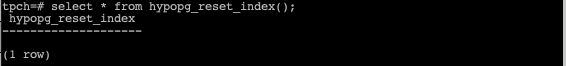 tpch=# select * from hypopg_reset_index();
 hypopg_reset_index
--------------------

(1 row)